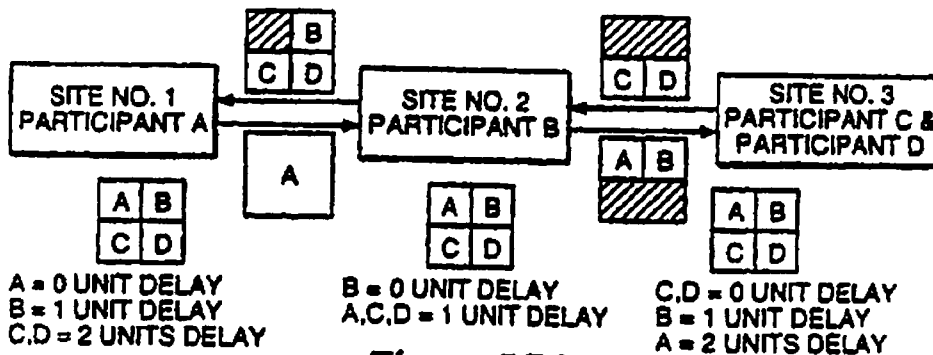 B
C D
SITE NO. 1
PARTICIPANT A
SITE NO. 2
PARTICIPANT B
SITE NO. 3
PARTICIPANT C &
PARTICIPANT D
A
A B
A B
C D
A = 0 UNIT DELAY
B = 1 UNIT DELAY
C,D = 2 UNITS DELAY
A B
C D
B = 0 UNIT DELAY
A,C,D = 1 UNIT DELAY
C D
A B
C D
C,D = 0 UNIT DELAY
B = 1 UNIT DELAY
A = 2 UNITS DELAY